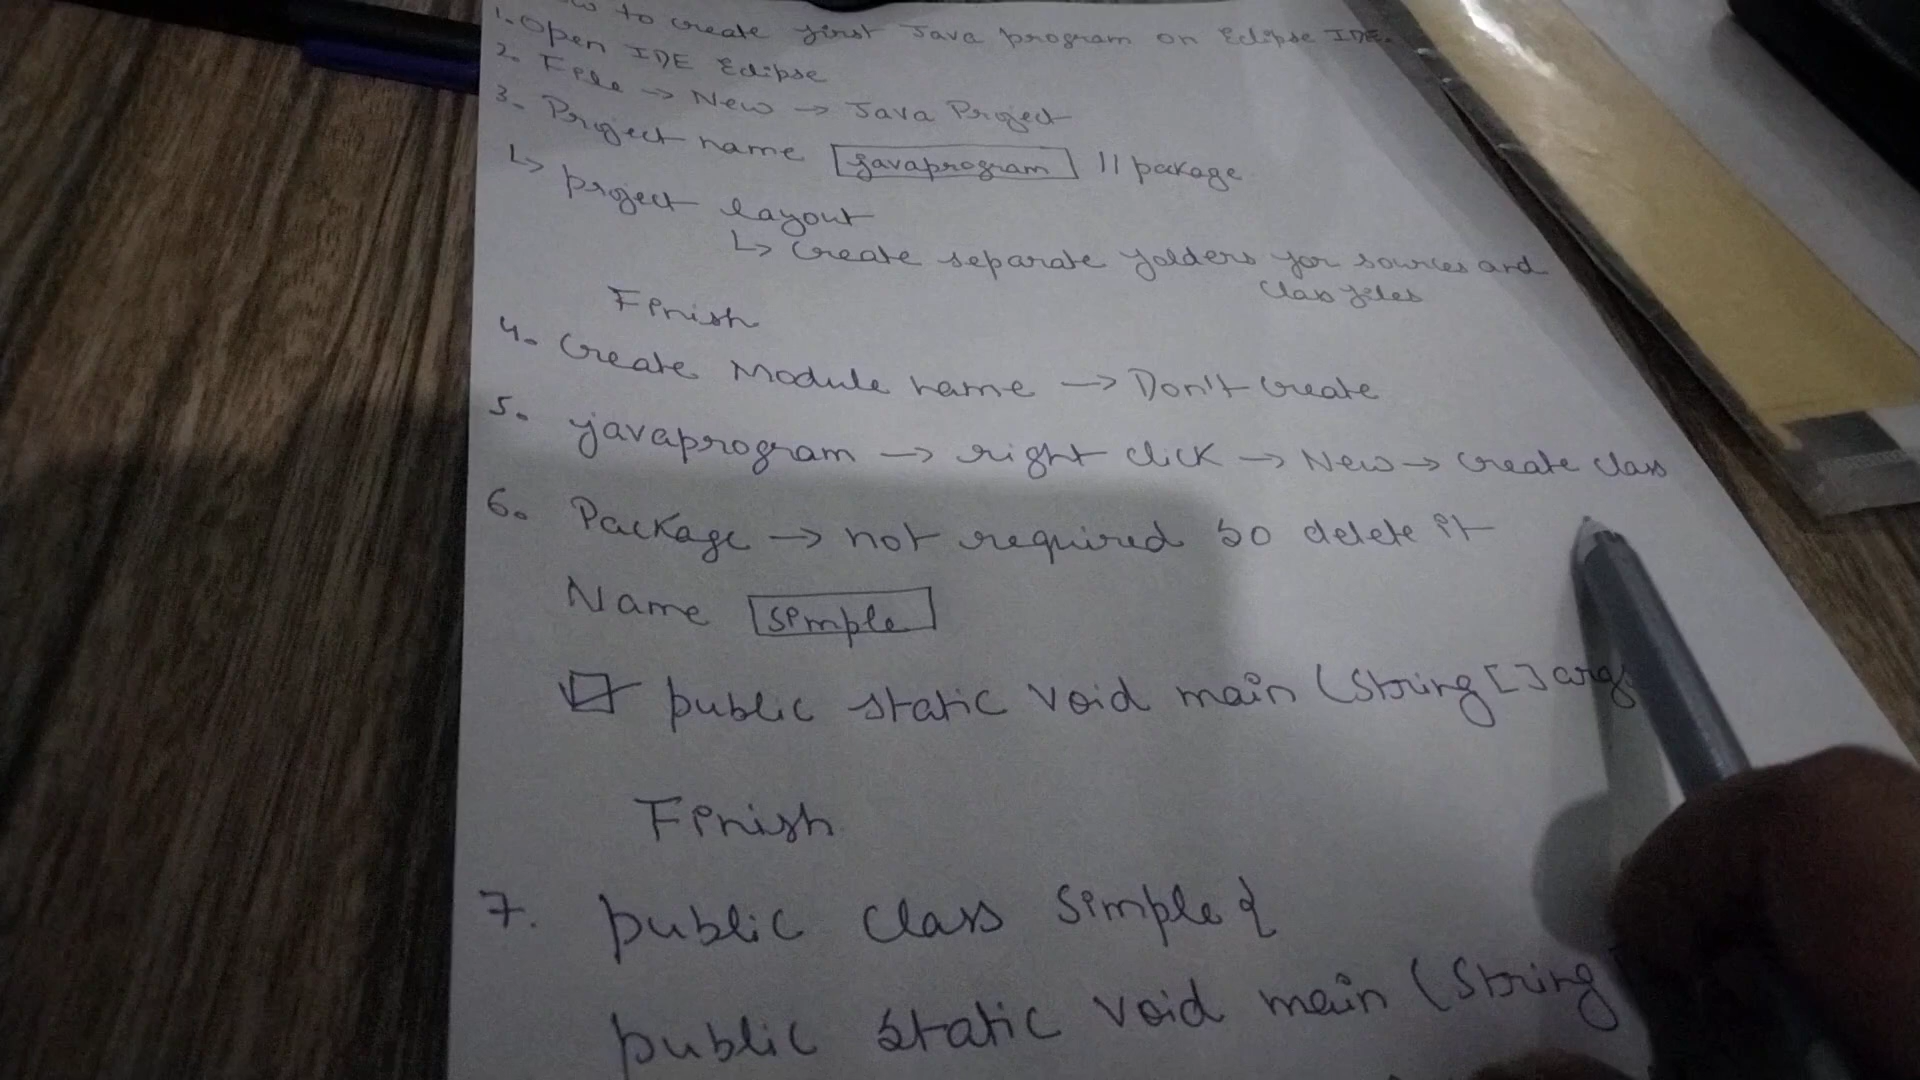 to create first Java program on Eclipse IDE.
1. Open IDE Eclipse
2. File → New → Java Project
3. Project name javaprogram // package
↳ project layout
↳ Create separate folders for sources and
class files
Finish
4. Create Module name → Don't Create
5. javaprogram → right click → New → Create class
6. Package → not required so delete it
Name simple
☑ public static void main (String [] args
Finish
7. public class simple {
public static void main (String